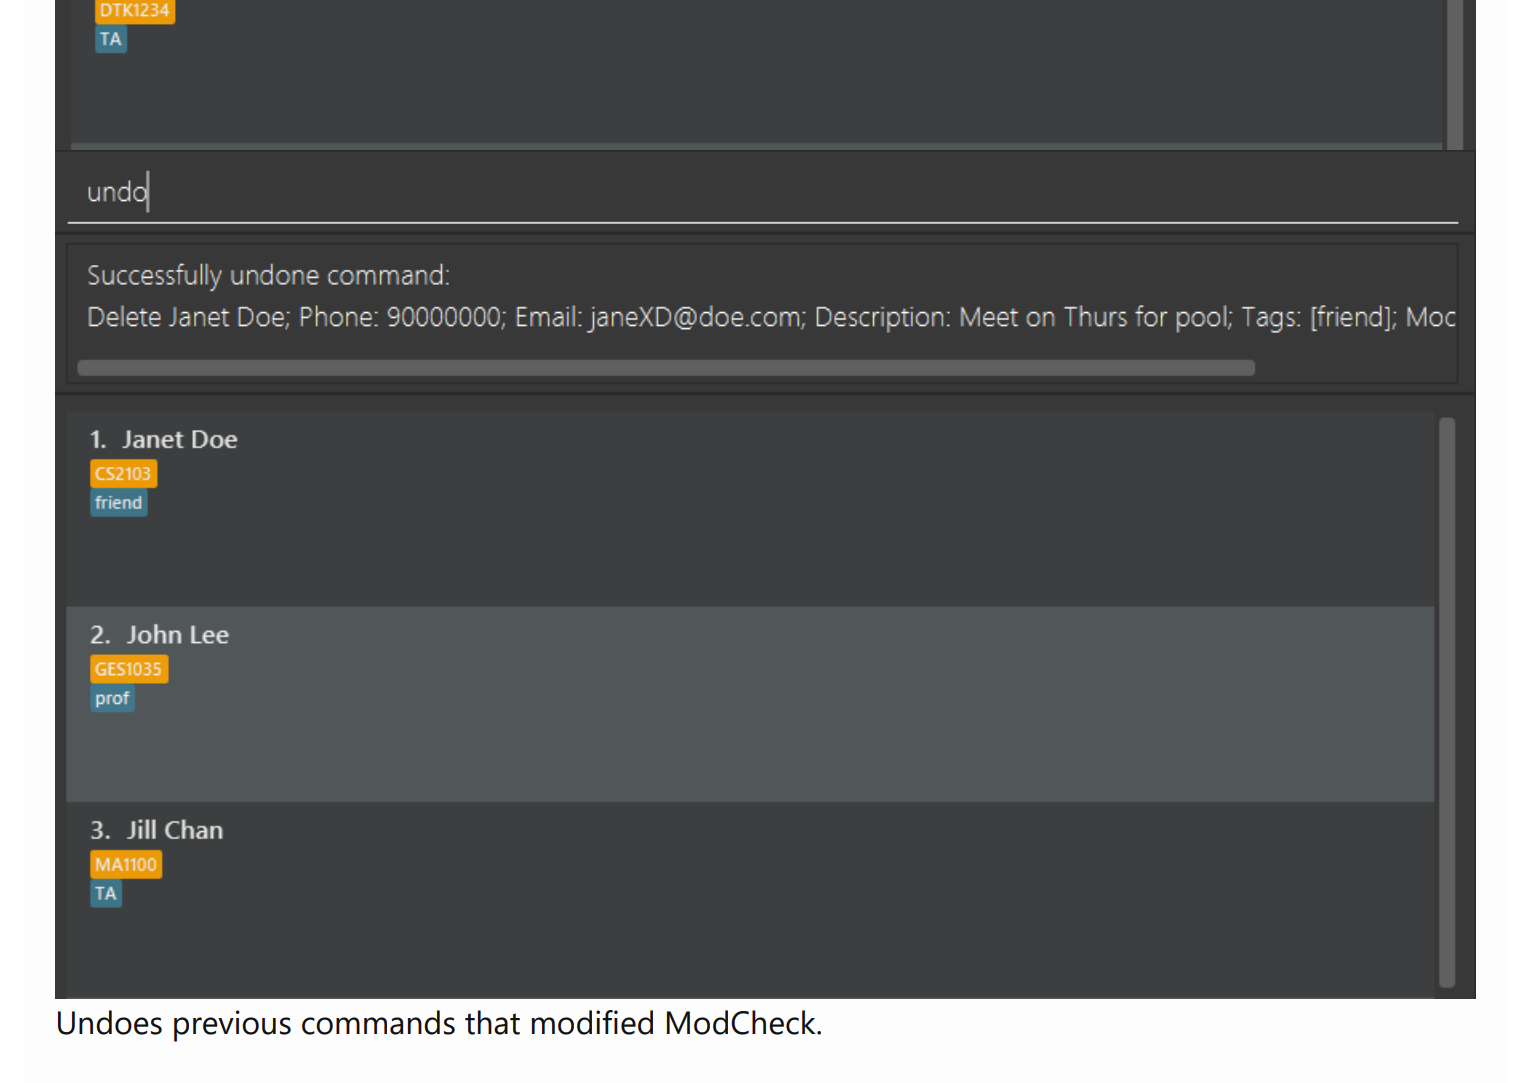 DTK1234
TA
undo
Successfully undone command:
Delete Janet Doe; Phone: 90000000; Email: janeXD@doe.com; Description: Meet on Thurs for pool; Tags: [friend]; Moc
1. Janet Doe
CS2103
friend
2. John Lee
GES1035
prof
3. Jill Chan
MA1100
TA
Undoes previous commands that modified ModCheck.